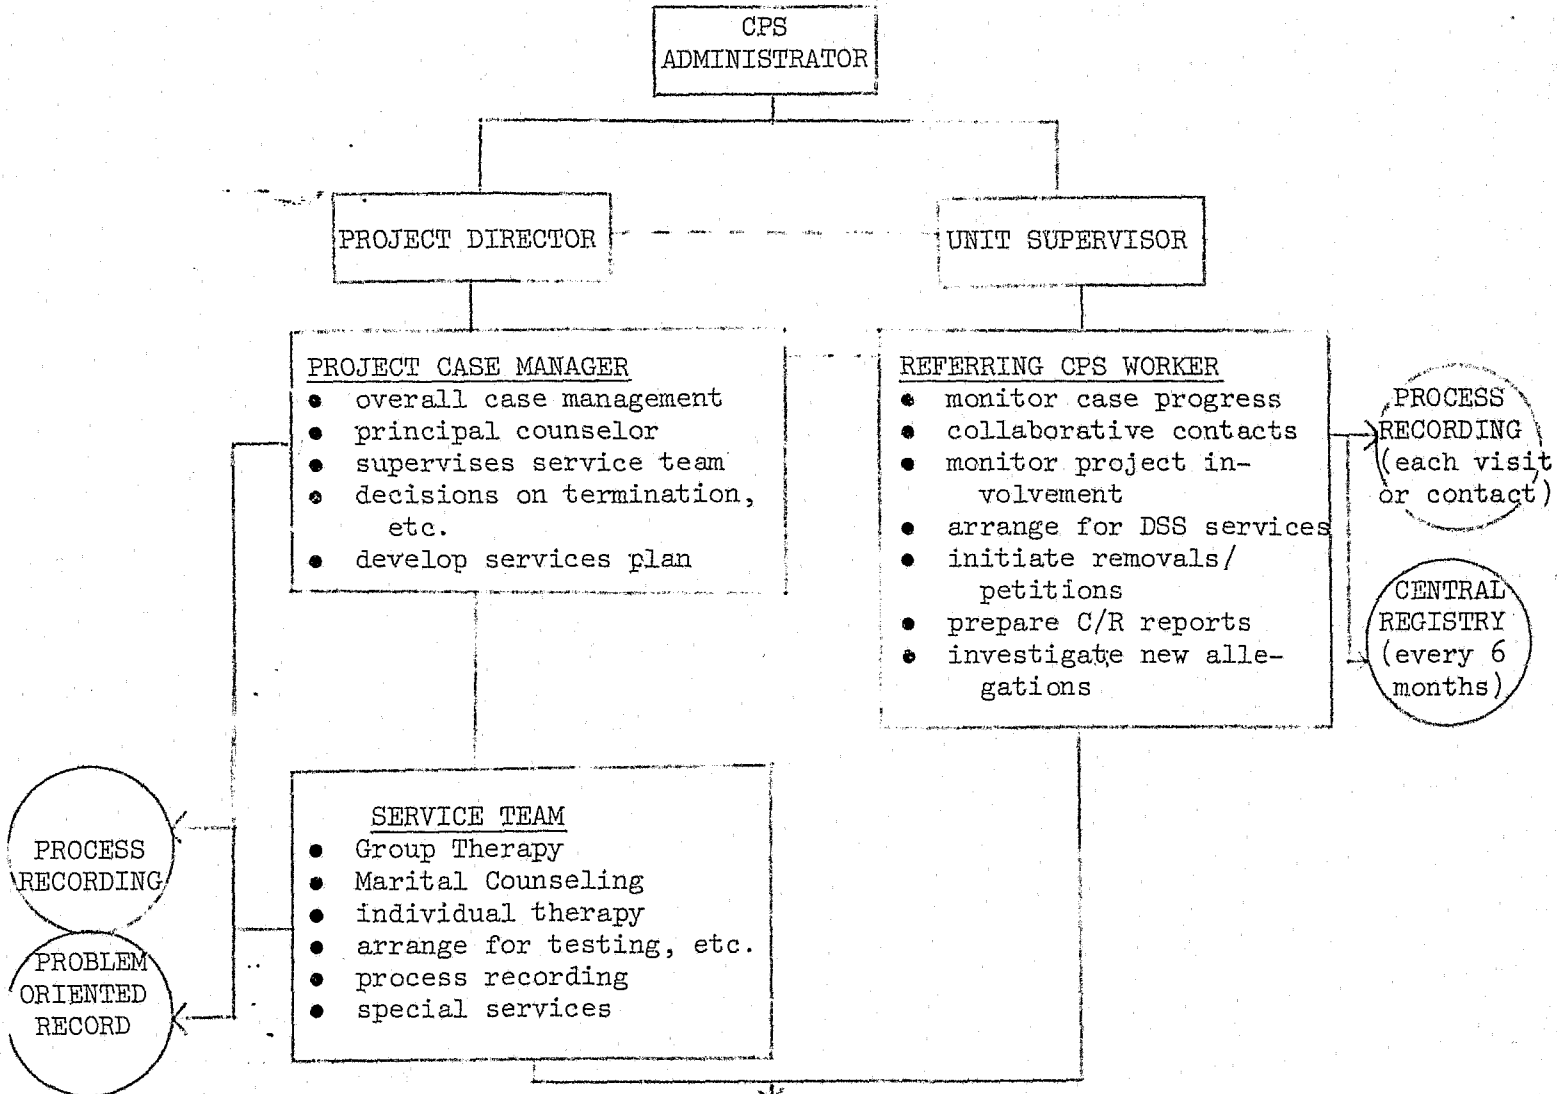 CPS
ADMINISTRATOR
PROJECT DIRECTOR
UNIT SUPERVISOR
PROJECT CASE MANAGER
● overall case management
● principal counselor
● supervises service team
● decisions on termination,
etc.
● develop services plan
REFERRING CPS WORKER
● monitor case progress
● collaborative contacts
● monitor project in-
volvement
● arrange for DSS services
● initiate removals/
petitions
● prepare C/R reports
● investigate new alle-
gations
PROCESS
RECORDING
(each visit
or contact)
CENTRAL
REGISTRY
(every 6
months)
PROCESS
RECORDING
PROBLEM
ORIENTED
RECORD
SERVICE TEAM
● Group Therapy
● Marital Counseling
● individual therapy
● arrange for testing, etc.
● process recording
● special services